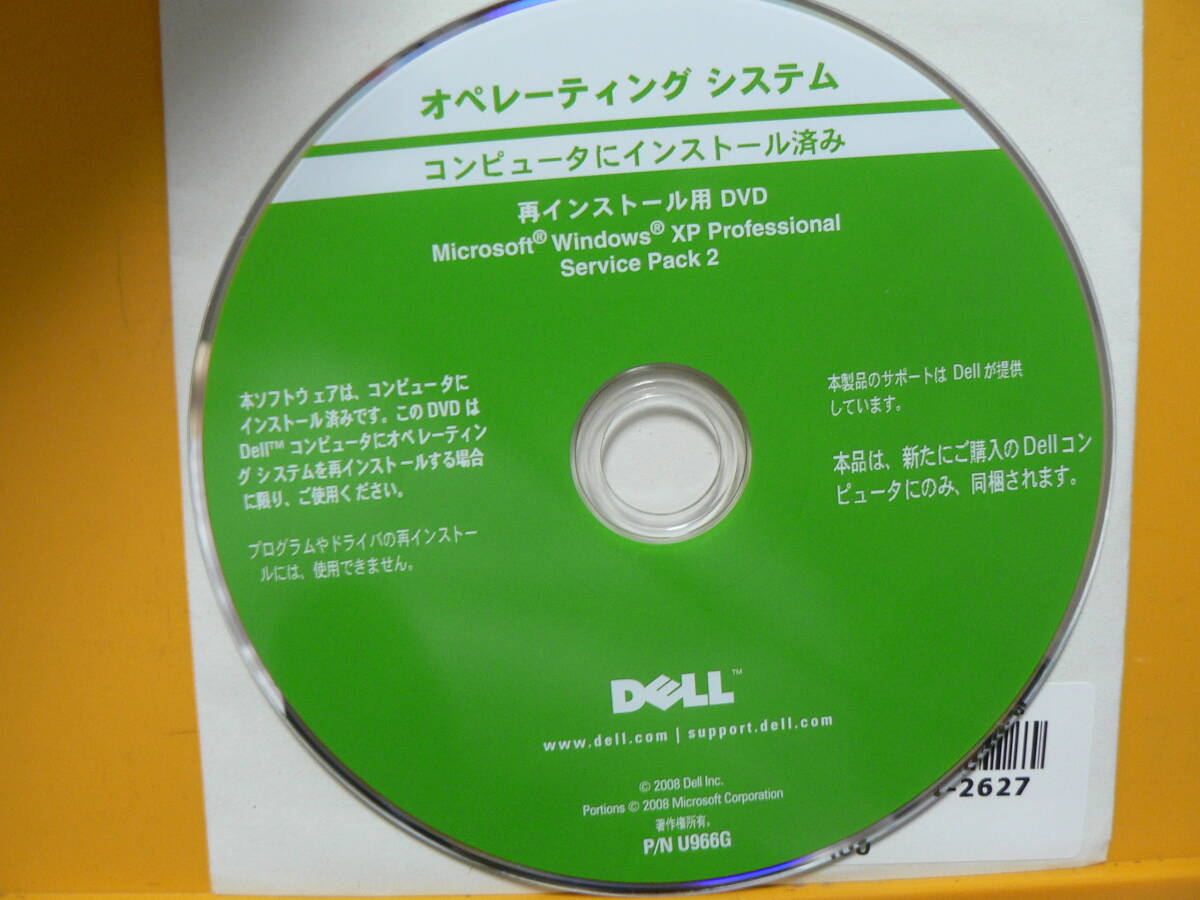 オペレーティング システム
コンピュータにインストール済み
再インストール用 DVD
Microsoft® Windows® XP Professional
Service Pack 2
本ソフトウェアは、コンピュータに
インストール済みです。このDVDは
Dell™ コンピュータにオペレーティン
グ システムを再インストールする場合
に限り、ご使用ください。
プログラムやドライバの再インストー
ルには、使用できません。
本製品のサポートは Dellが提供
しています。
本品は、新たにご購入のDellコン
ピュータにのみ、同梱されます。
DELL™
www.dell.com | support.dell.com
© 2008 Dell Inc.
Portions © 2008 Microsoft Corporation
著作権所有。
P/N U966G
-2627